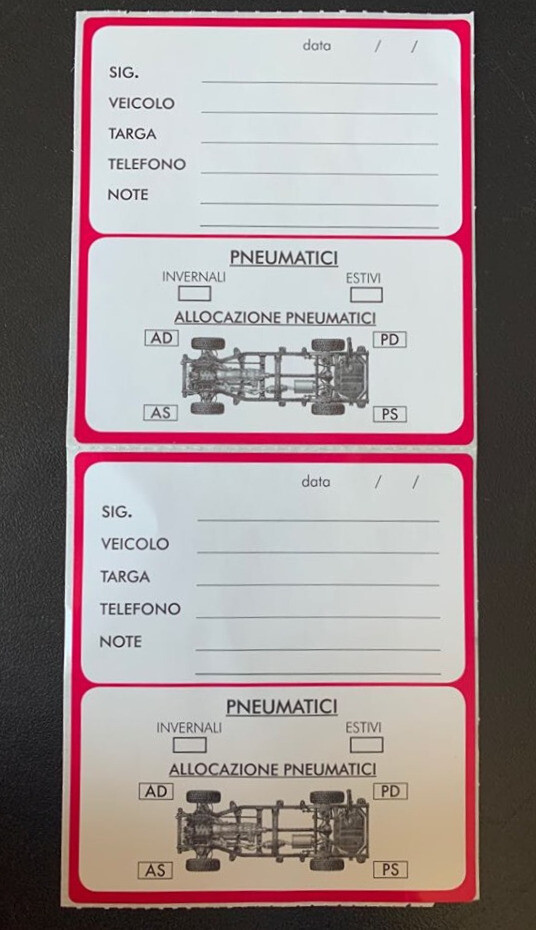 data / /
SIG.
VEICOLO
TARGA
TELEFONO
NOTE
PNEUMATICI
INVERNALI ESTIVI
ALLOCAZIONE PNEUMATICI
AD PD
AS PS
data / /
SIG.
VEICOLO
TARGA
TELEFONO
NOTE
PNEUMATICI
INVERNALI ESTIVI
ALLOCAZIONE PNEUMATICI
AD PD
AS PS